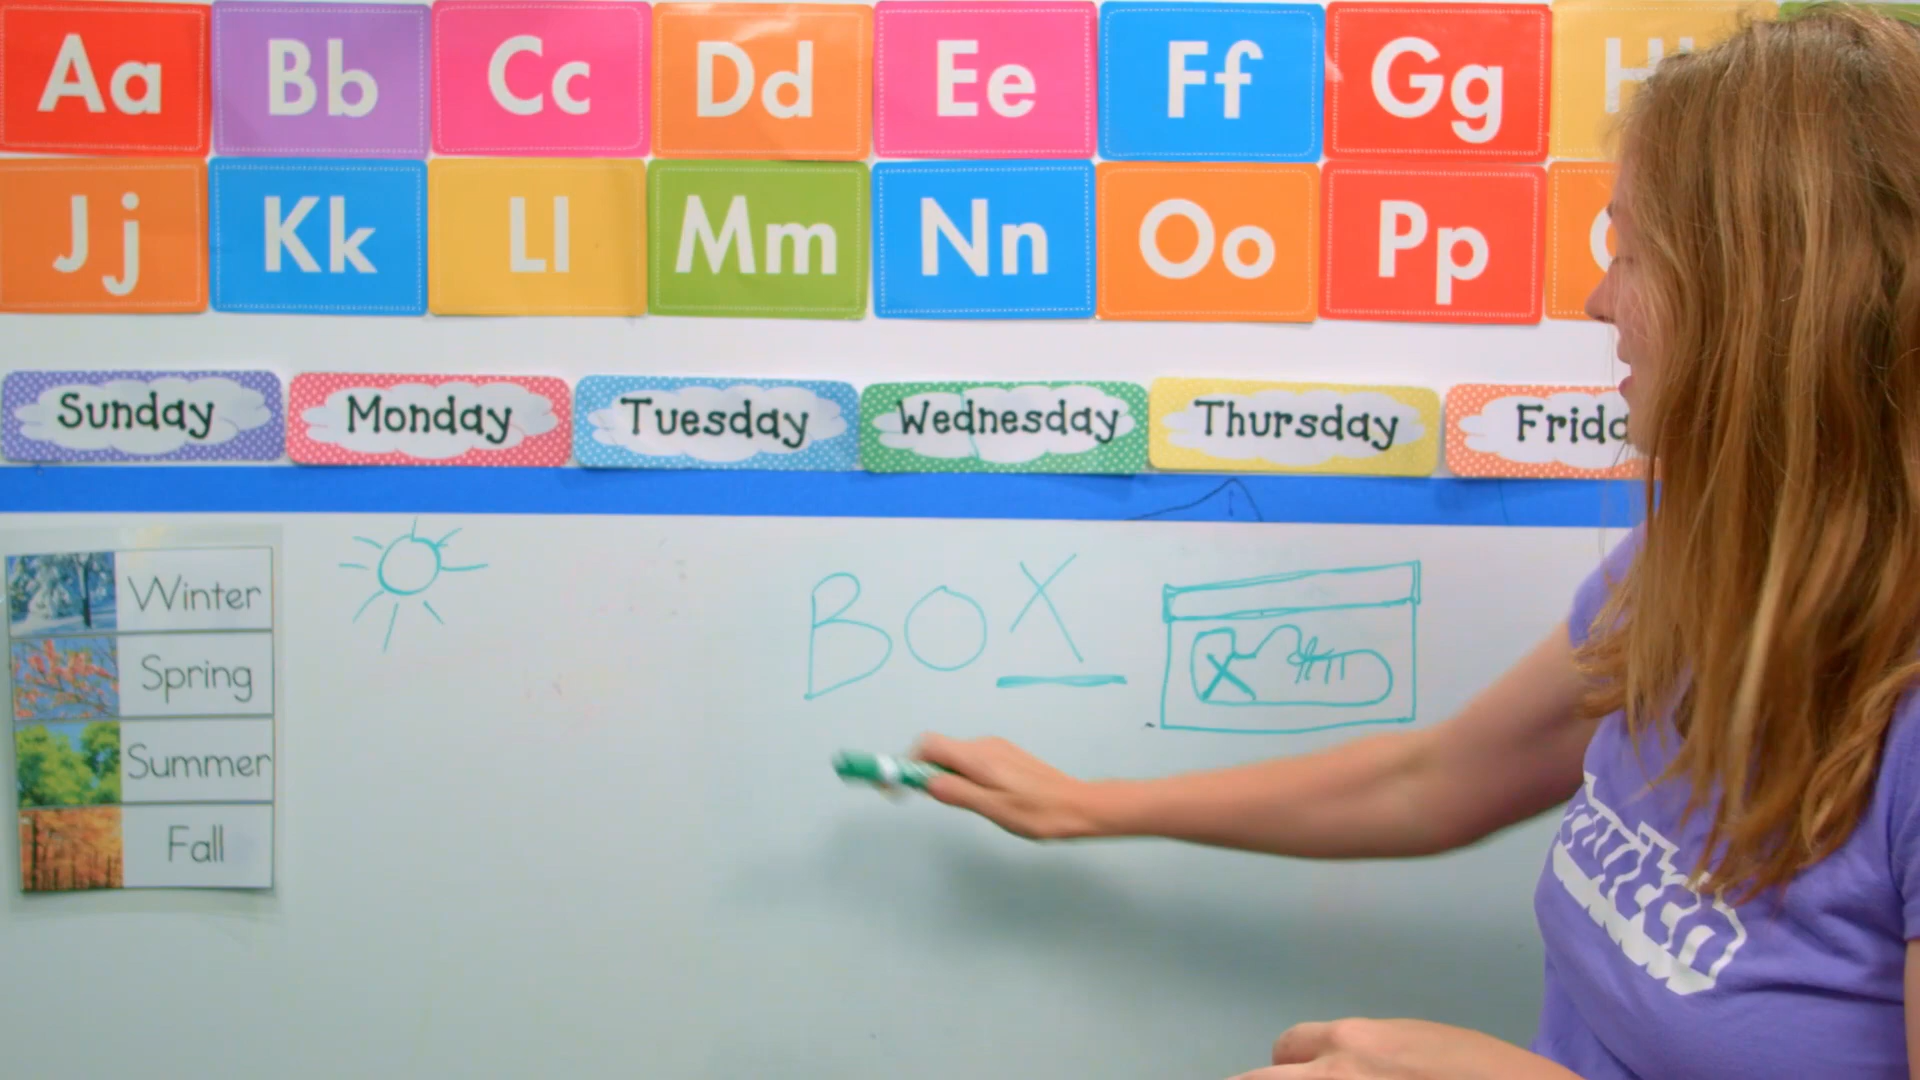 Aa Bb Cc Dd Ee Ff Gg
Jj Kk Ll Mm Nn Oo Pp
Sunday Monday Tuesday Wednesday Thursday
Winter
Spring
Summer
Fall
BOX
X
twitch